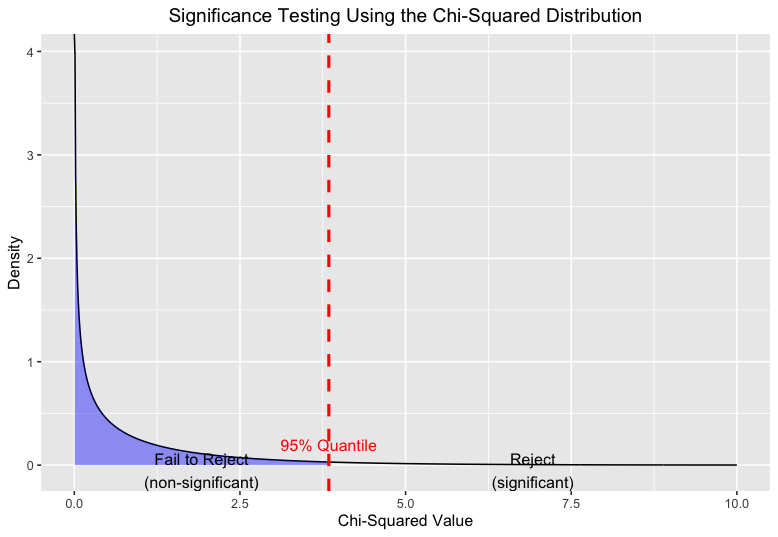 Significance Testing Using the Chi-Squared Distribution
4
3
2
1
0
Density
95% Quantile
Fail to Reject
(non-significant)
Reject
(significant)
0.0
2.5
5.0
7.5
10.0
Chi-Squared Value